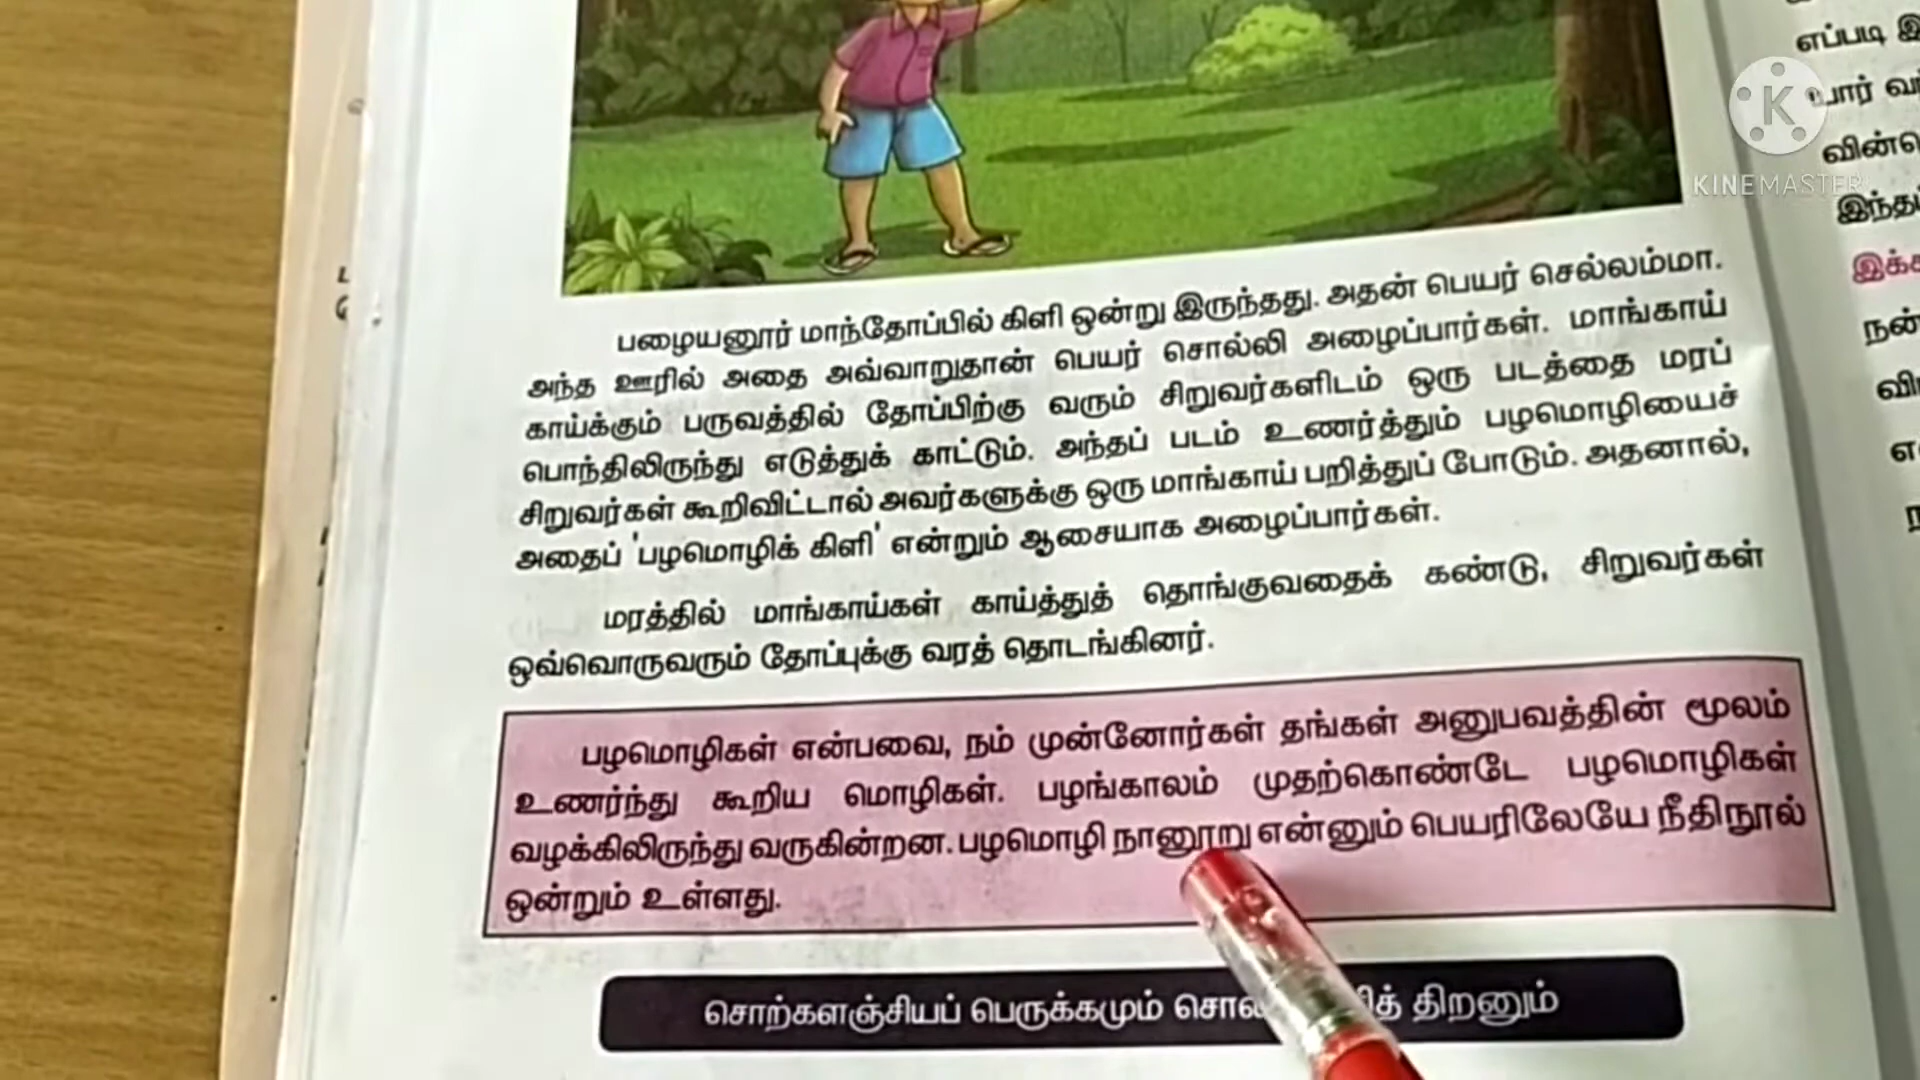 பழையனூர் மாந்தோப்பில் கிளி ஒன்று இருந்தது. அதன் பெயர் செல்லம்மா.
அந்த ஊரில் அதை அவ்வாறுதான் பெயர் சொல்லி அழைப்பார்கள். மாங்காய்
காய்க்கும் பருவத்தில் தோப்பிற்கு வரும் சிறுவர்களிடம் ஒரு படத்தை மரப்
பொந்திலிருந்து எடுத்துக் காட்டும். அந்தப் படம் உணர்த்தும் பழமொழியைச்
சிறுவர்கள் கூறிவிட்டால் அவர்களுக்கு ஒரு மாங்காய் பறித்துப் போடும். அதனால்,
அதைப் 'பழமொழிக் கிளி' என்றும் ஆசையாக அழைப்பார்கள்.
மரத்தில் மாங்காய்கள் காய்த்துத் தொங்குவதைக் கண்டு, சிறுவர்கள்
ஒவ்வொருவரும் தோப்புக்கு வரத் தொடங்கினர்.
பழமொழிகள் என்பவை, நம் முன்னோர்கள் தங்கள் அனுபவத்தின் மூலம்
உணர்ந்து கூறிய மொழிகள். பழங்காலம் முதற்கொண்டே பழமொழிகள்
வழக்கிலிருந்து வருகின்றன. பழமொழி நானூறு என்னும் பெயரிலேயே நீதிநூல்
ஒன்றும் உள்ளது.
சொற்களஞ்சியப் பெருக்கமும் திறனும்
எப்படி
யார்
KINEMASTER